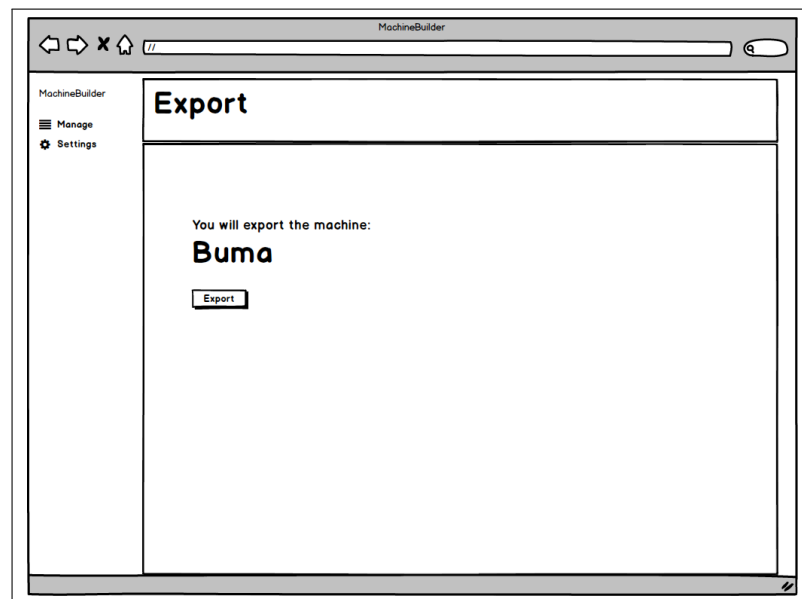 MachineBuilder
//
MachineBuilder
Manage
Settings
Export
You will export the machine:
Buma
Export